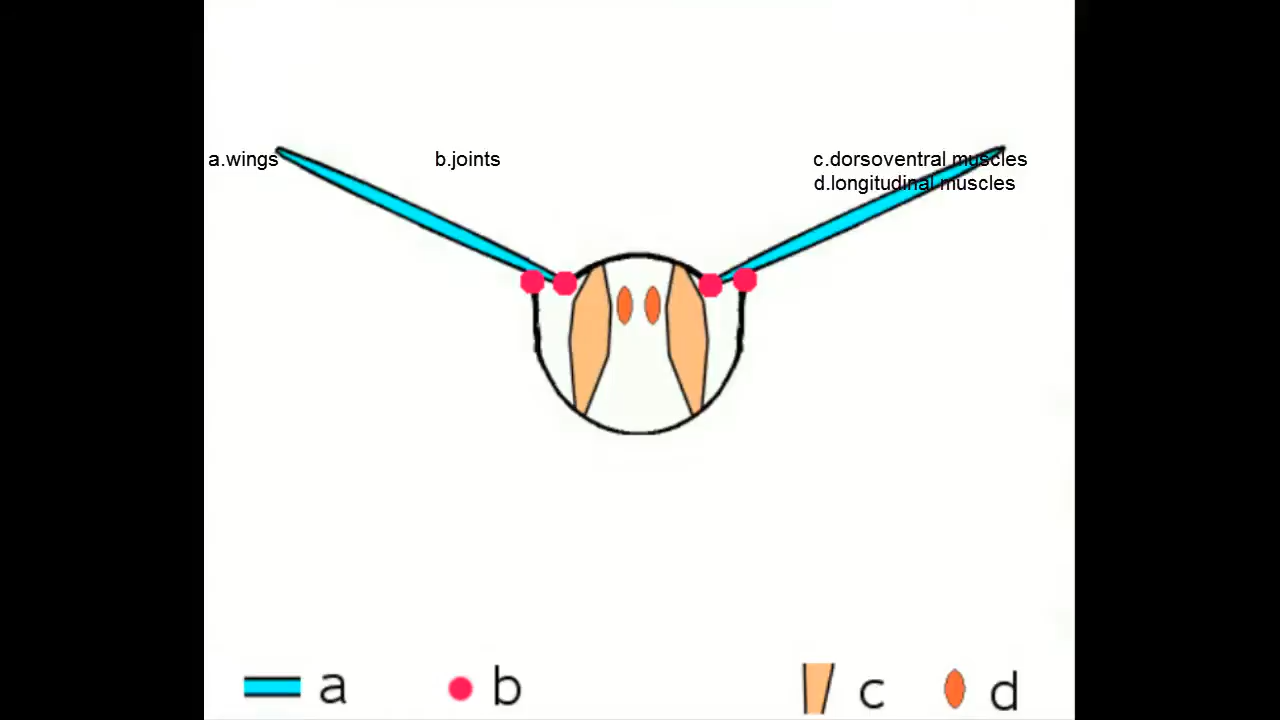 a.wings
b.joints
c.dorsoventral muscles
d.longitudinal muscles
a
b
c
d